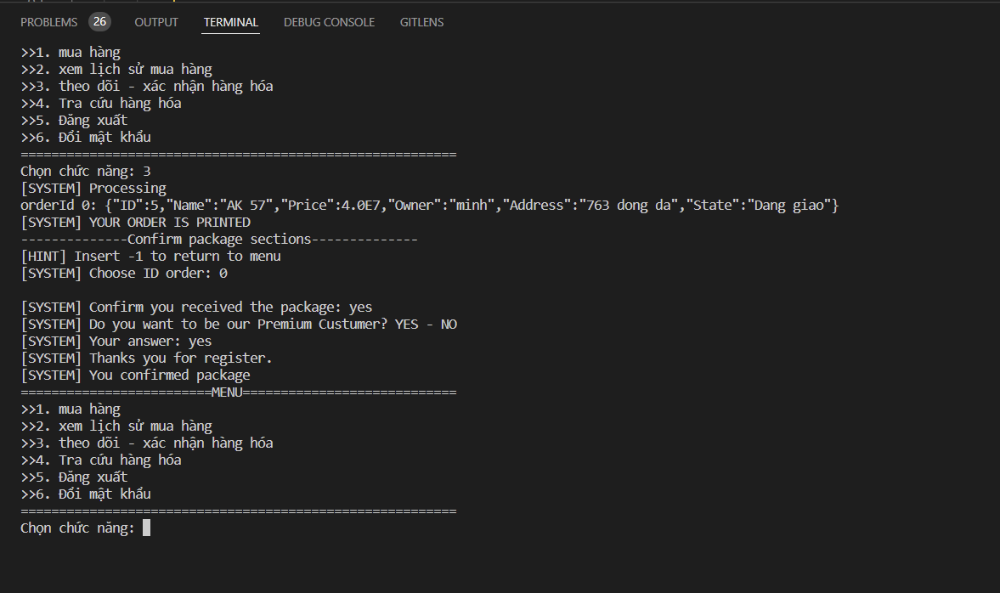 PROBLEMS 26 OUTPUT TERMINAL DEBUG CONSOLE GITLENS
>>1. mua hàng
>>2. xem lịch sử mua hàng
>>3. theo dõi - xác nhận hàng hóa
>>4. Tra cứu hàng hóa
>>5. Đăng xuất
>>6. Đổi mật khẩu
=========================================================
Chọn chức năng: 3
[SYSTEM] Processing
orderId 0: {"ID":5,"Name":"AK 57","Price":4.0E7,"Owner":"minh","Address":"763 dong da","State":"Dang giao"}
[SYSTEM] YOUR ORDER IS PRINTED
--------------Confirm package sections--------------
[HINT] Insert -1 to return to menu
[SYSTEM] Choose ID order: 0
[SYSTEM] Confirm you received the package: yes
[SYSTEM] Do you want to be our Premium Custumer? YES - NO
[SYSTEM] Your answer: yes
[SYSTEM] Thanks you for register.
[SYSTEM] You confirmed package
=========================MENU============================
>>1. mua hàng
>>2. xem lịch sử mua hàng
>>3. theo dõi - xác nhận hàng hóa
>>4. Tra cứu hàng hóa
>>5. Đăng xuất
>>6. Đổi mật khẩu
=========================================================
Chọn chức năng: